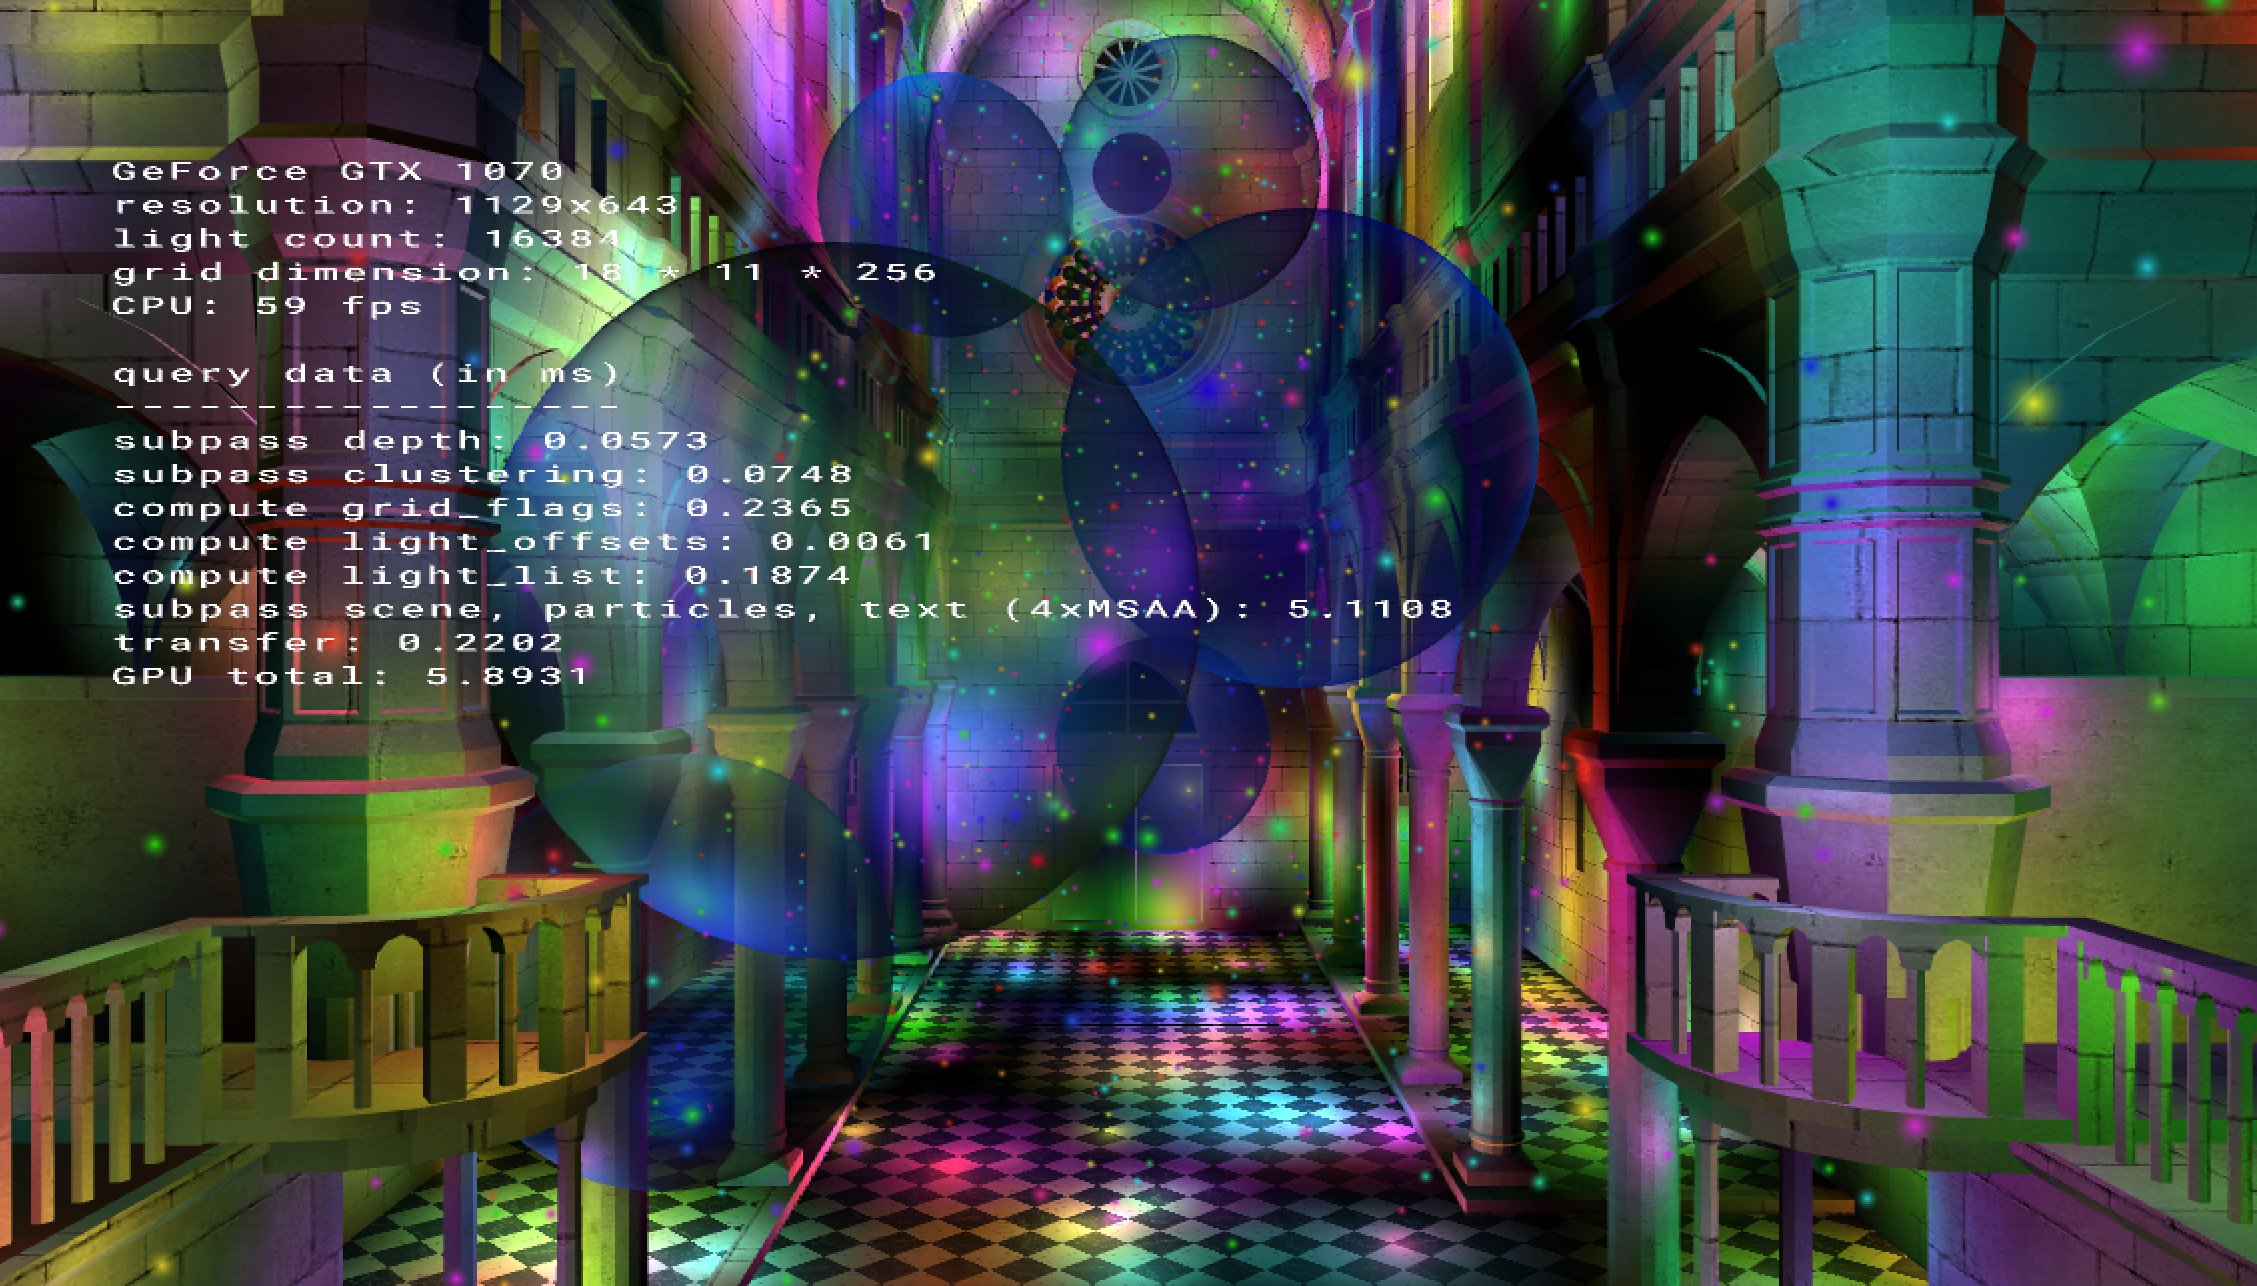 GeForce GTX 1070
resolution: 1129x643
light count: 16384
grid dimension: 18 * 11 * 256
CPU: 59 fps
query data (in ms)
------------------
subpass depth: 0.0573
subpass clustering: 0.0748
compute grid_flags: 0.2365
compute light_offsets: 0.0061
compute light_list: 0.1874
subpass scene, particles, text (4xMSAA): 5.1108
transfer: 0.2202
GPU total: 5.8931